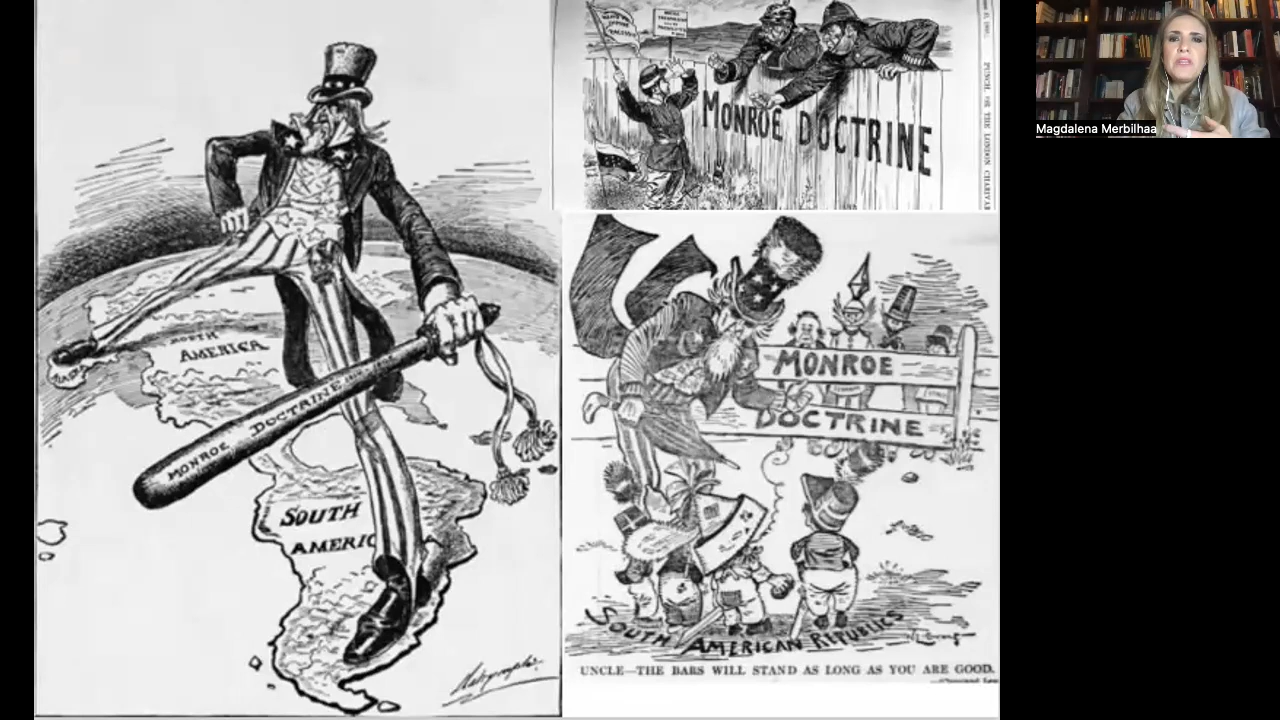 NORTH
AMERICA
MONROE DOCTRINE
SOUTH
AMERIC
MONROE DOCTRINE
PUNCH, OR THE LONDON CHARIVARI
MONROE
DOCTRINE
SOUTH AMERICAN REPUBLICS
UNCLE—THE BARS WILL STAND AS LONG AS YOU ARE GOOD.
Magdalena Merbilhaa